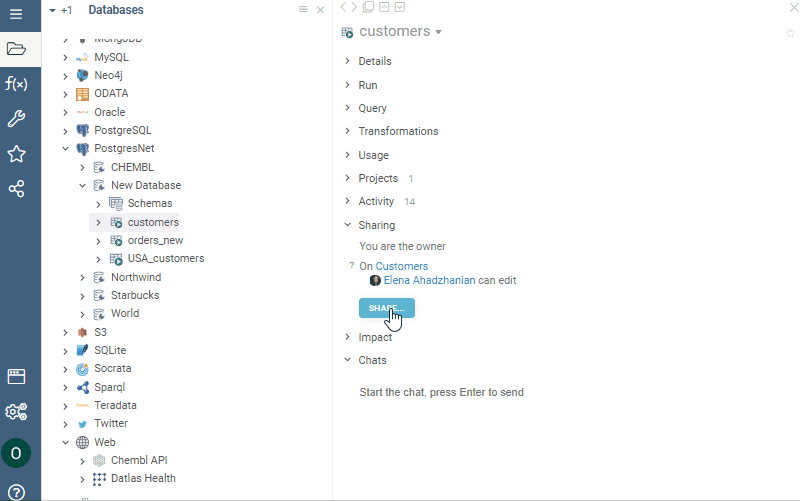 +1 Databases
MongoDB
MySQL
Neo4j
ODATA
Oracle
PostgreSQL
PostgresNet
CHEMBL
New Database
Schemas
customers
orders_new
USA_customers
Northwind
Starbucks
World
S3
SQLite
Socrata
Sparql
Teradata
Twitter
Web
Chembl API
Datlas Health
f(x)
O
?
customers
Details
Run
Query
Transformations
Usage
Projects 1
Activity 14
Sharing
You are the owner
? On Customers
Elena Ahadzhanian can edit
SHARE...
Impact
Chats
Start the chat, press Enter to send